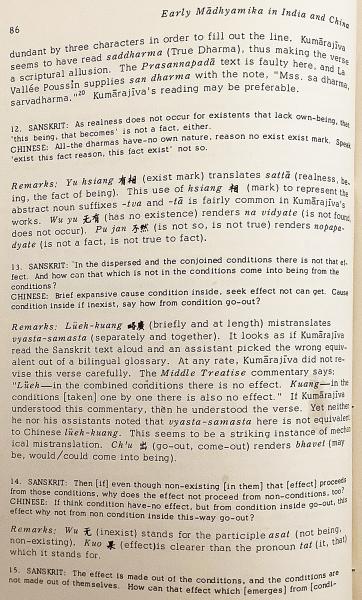 86
Early Mādhyamika in India and China
dundant by three characters in order to fill out the line. Kumārajīva
seems to have read saddharma (True Dharma), thus making the verse
a scriptural allusion. The Prasannapadā text is faulty here, and La
Vallée Poussin supplies san dharma with the note, "Mss. sa dharma,
sarvadharma."20 Kumārajīva's reading may be preferable.
12. SANSKRIT: As realness does not occur for existents that lack own-being, that
'this being, that becomes' is not a fact, either.
CHINESE: All-the dharmas have-no own nature, reason no exist exist mark. Speak
'exist this fact reason, this fact exist' not so.
Remarks: Yu hsiang 有相 (exist mark) translates sattā (realness, be-
ing, the fact of being). This use of hsiang 相 (mark) to represent the
abstract noun suffixes -tva and -tā is fairly common in Kumārajīva's
works. Wu yu 无有 (has no existence) renders na vidyate (is not found,
does not occur). Pu jan 不然 (is not so, is not true) renders nopapa-
dyate (is not a fact, is not true to fact).
13. SANSKRIT: In the dispersed and the conjoined conditions there is not that ef-
fect. And how can that which is not in the conditions come into being from the
conditions?
CHINESE: Brief expansive cause condition inside, seek effect not can get. Cause
condition inside if inexist, say how from condition go-out?
Remarks: Lüeh-kuang 略廣 (briefly and at length) mistranslates
vyasta-samasta (separately and together). It looks as if Kumārajīva
read the Sanskrit text aloud and an assistant picked the wrong equiv-
alent out of a bilingual glossary. At any rate, Kumārajīva did not re-
vise this verse carefully. The Middle Treatise commentary says;
"Lüeh—in the combined conditions there is no effect. Kuang—in the
conditions [taken] one by one there is also no effect." If Kumārajīva
understood this commentary, then he understood the verse. Yet neither
he nor his assistants noted that vyasta-samasta here is not equivalent
to Chinese lüeh-kuang. This seems to be a striking instance of mechan-
ical mistranslation. Ch'u 出 (go-out, come-out) renders bhavet (may
be, would/could come into being).
14. SANSKRIT: Then [if] even though non-existing [in them] that [effect] proceeds
from those conditions, why does the effect not proceed from non-conditions, too?
CHINESE: If think condition have-no effect, but from condition inside go-out, this
effect why not from non condition inside this-way go-out?
Remarks: Wu 无 (inexist) stands for the participle asat (not being,
non-existing). Kuo 果 (effect)is clearer than the pronoun tat (it, that)
which it stands for.
15. SANSKRIT: The effect is made out of the conditions, and the conditions are
not made out of themselves. How can that effect which [emerges] from [condi-